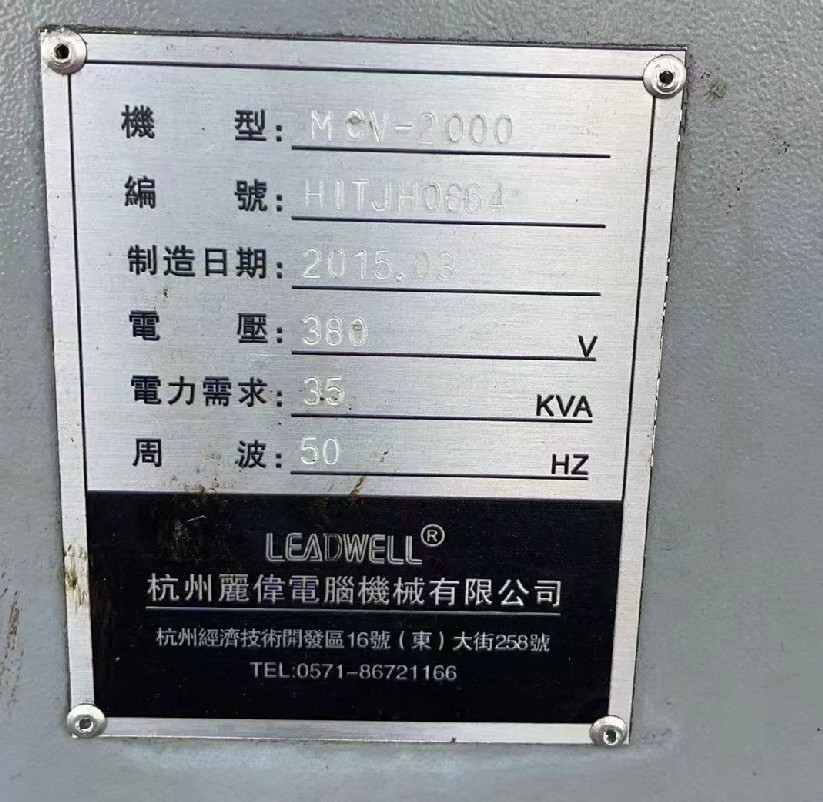 機 型: MCV-2000
編 號: H1TJH0664
制造日期: 2015.03
電 壓: 380 V
電力需求: 35 KVA
周 波: 50 HZ
LEADWELL®
杭州麗偉電腦機械有限公司
杭州經濟技術開發區16號(東)大街258號
TEL:0571-86721166